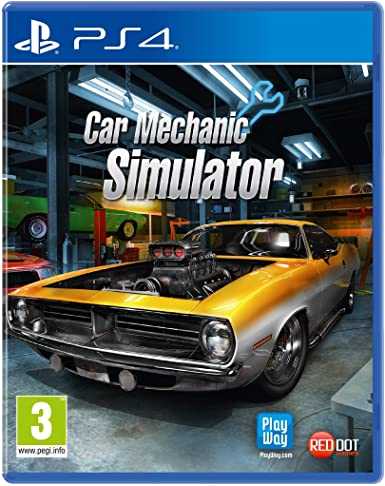 PS4
Car Mechanic
Simulator
3
www.pegi.info
Play
Way
PlayWay.com
RED DOT
Games